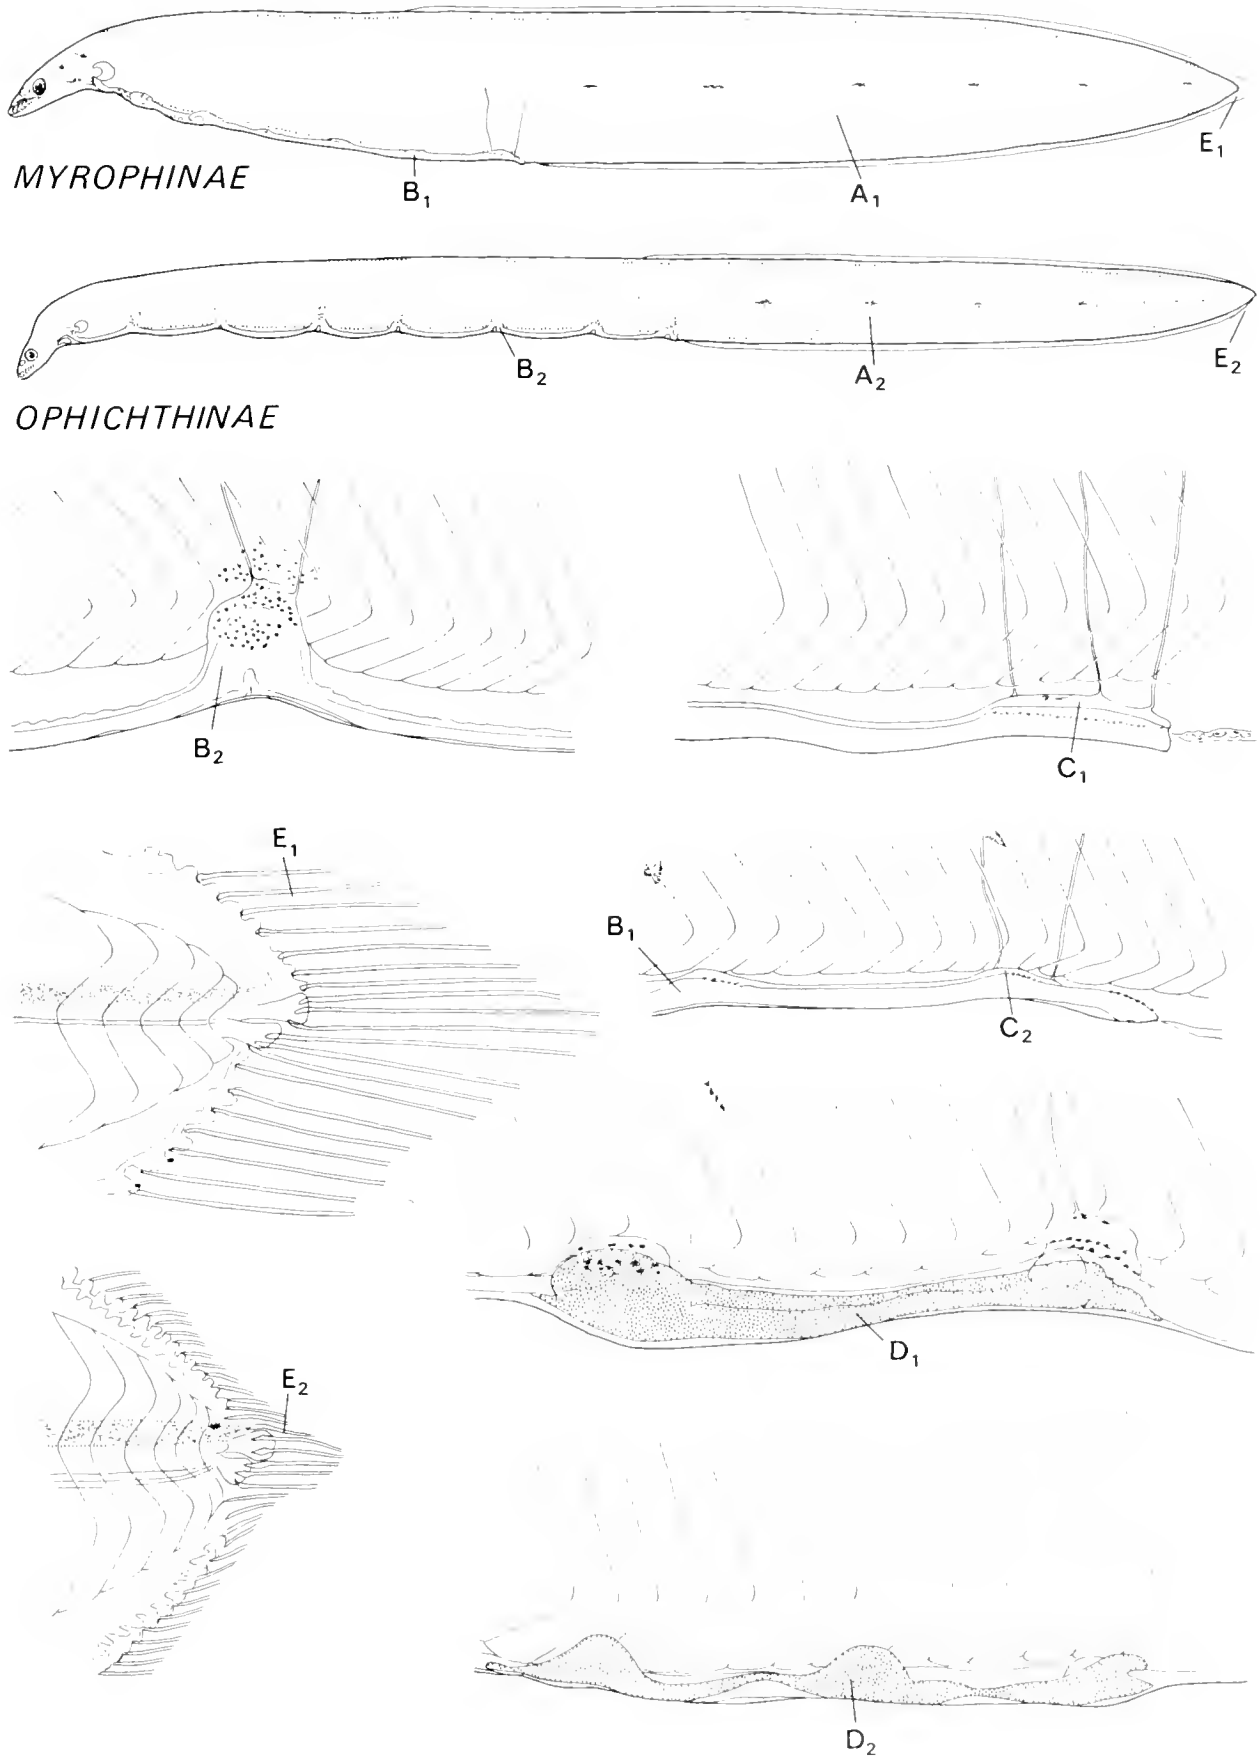 E₁
MYROPHINAE
B₁
A₁
B₂
A₂
E₂
OPHICHTHINAE
B₂
C₁
E₁
B₁
C₂
D₁
E₂
D₂